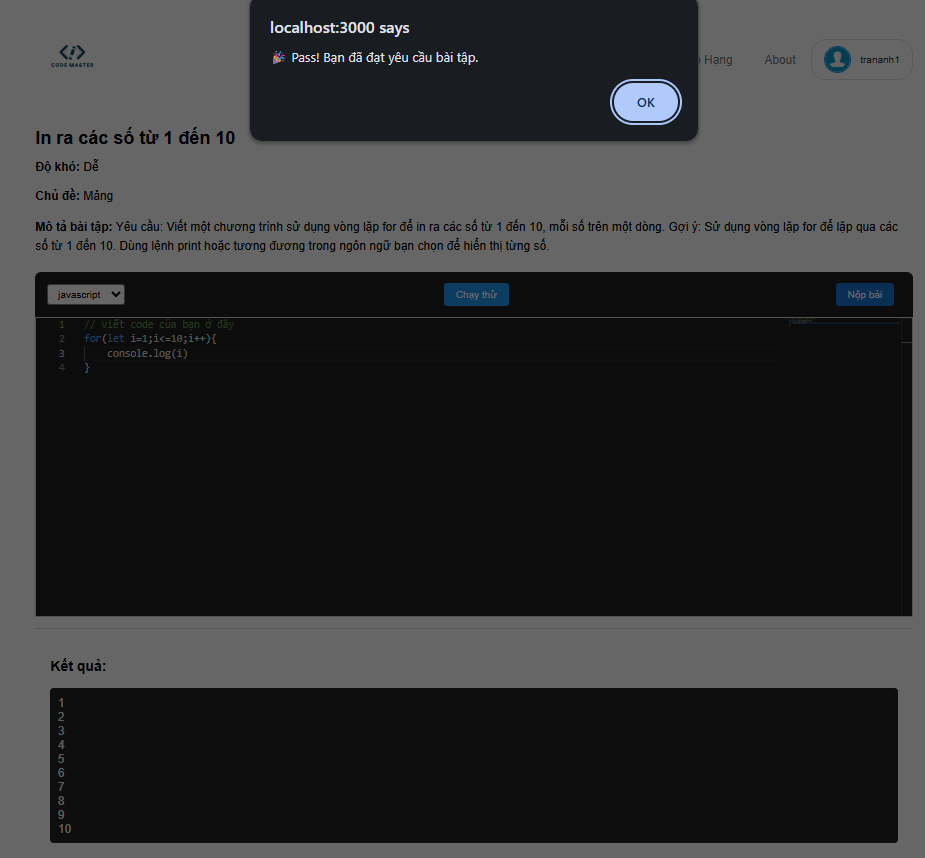 localhost:3000 says
🎉 Pass! Bạn đã đạt yêu cầu bài tập.
OK
CODE MASTER
Hạng
About
trananh1
In ra các số từ 1 đến 10
Độ khó: Dễ
Chủ đề: Mảng
Mô tả bài tập: Yêu cầu: Viết một chương trình sử dụng vòng lặp for để in ra các số từ 1 đến 10, mỗi số trên một dòng. Gợi ý: Sử dụng vòng lặp for để lặp qua các
số từ 1 đến 10. Dùng lệnh print hoặc tương đương trong ngôn ngữ bạn chọn để hiển thị từng số.
javascript
Chạy thử
Nộp bài
1 // Viết code của bạn ở đây
2 for(let i=1;i<=10;i++){
3 console.log(i)
4 }
Kết quả:
1
2
3
4
5
6
7
8
9
10